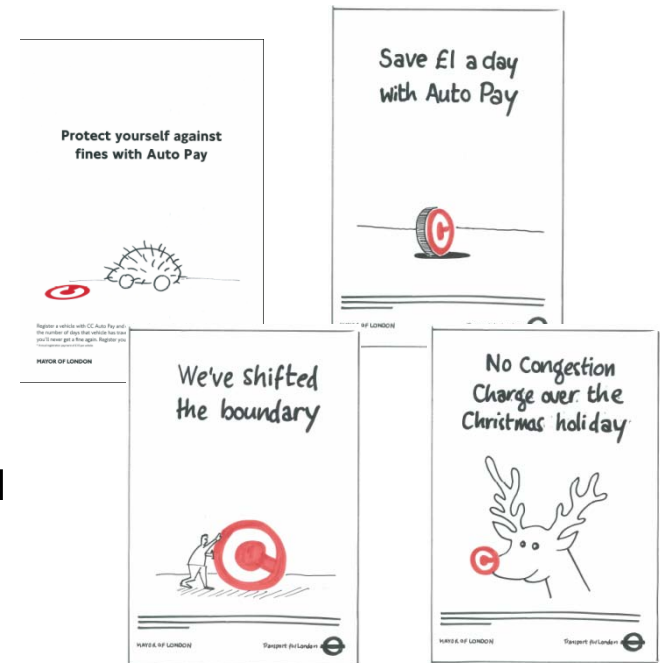 Protect yourself against
fines with Auto Pay
Register a vehicle with CC Auto Pay and
the number of days that vehicle has
you'll never get a fine again. Register
MAYOR OF LONDON
Save £1 a day
with Auto Pay
C
OF LONDON
We've shifted
the boundary
C
MAYOR OF LONDON
Transport for London
No Congestion
Charge over the
Christmas holiday
C
MAYOR OF LONDON
Transport for London